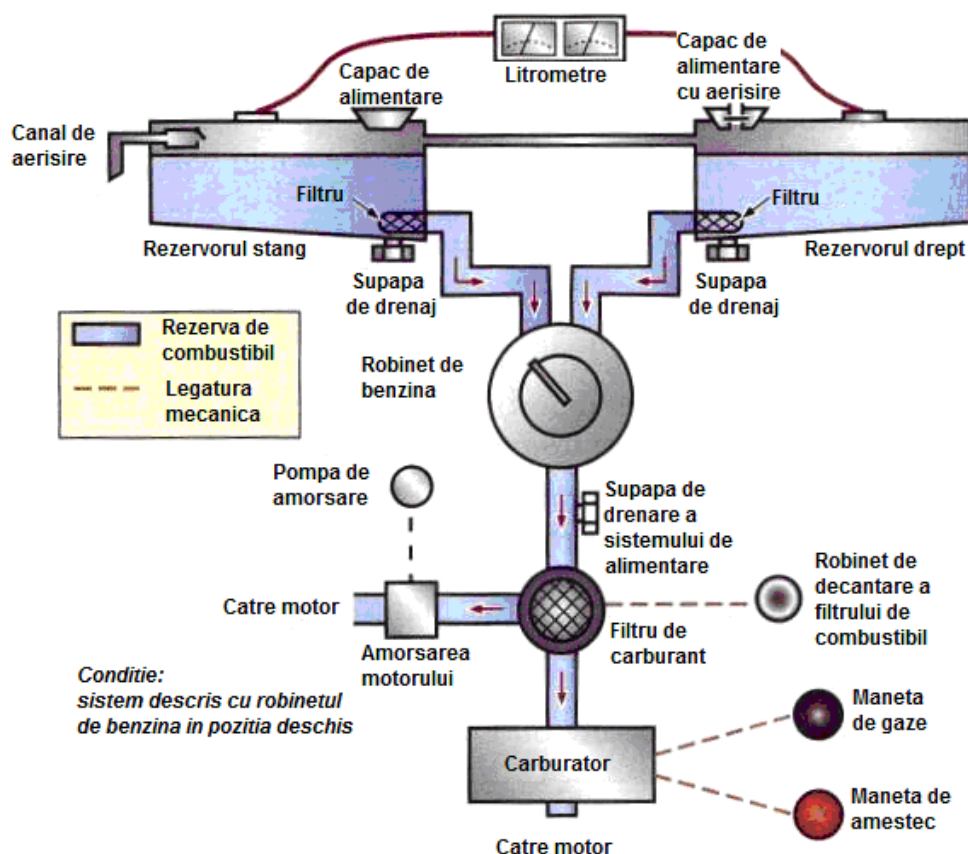 Litrometre
Capac de
alimentare
Capac de
alimentare
cu aerisire
Canal de
aerisire
Filtru
Filtru
Rezervorul stang
Rezervorul drept
Supapa
de drenaj
Supapa
de drenaj
Rezerva de
combustibil
Legatura
mecanica
Robinet de
benzina
Pompa de
amorsare
Supapa de
drenare a
sistemului de
alimentare
Robinet de
decantare a
filtrului de
combustibil
Catre motor
Amorsarea
motorului
Filtru de
carburant
Conditie:
sistem descris cu robinetul
de benzina in pozitia deschis
Maneta
de gaze
Carburator
Maneta de
amestec
Catre motor